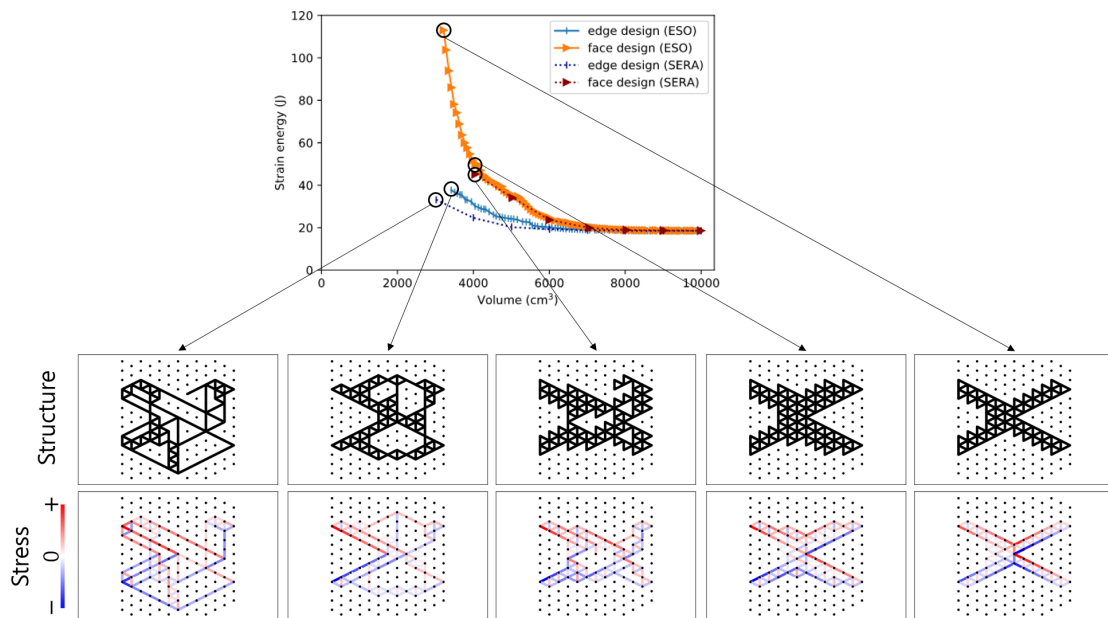 120
100
80
60
40
20
0
Strain energy (J)
edge design (ESO)
face design (ESO)
edge design (SERA)
face design (SERA)
0 2000 4000 6000 8000 10000
Volume (cm³)
Structure
Stress
+
0
−